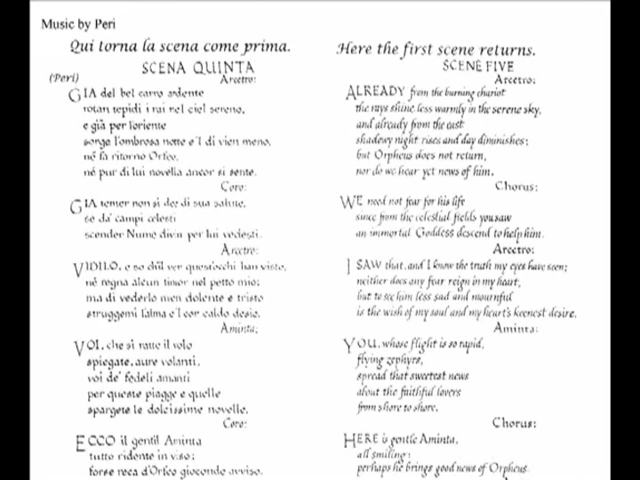 Music by Peri
Qui torna la scena come prima.
SCENA QUINTA
(Peri)
Arcetro:
GIA del bel carro ardente
rotan tepidi i rai nel ciel sereno,
e già per l'oriente
sorge l'ombrosa notte e'l dì vien meno,
né fa ritorno Orfeo,
né pur di lui novella ancor si sente.
Coro:
GIA temer non si dee di sua salute,
se da' campi celesti
scender Nume divin per lui vedesti.
Arcetro:
VIDILO, e so ch'il ver quest'occhi han visto,
né regna alcun timor nel petto mio;
ma di vederlo men dolente e tristo
struggemi l'alma e'l cor caldo desio.
Aminta:
VOI, che sì ratte il volo
spiegate, aure volanti,
voi de' fedeli amanti
per queste piagge e quelle
spargete le dolcissime novelle.
Coro:
ECCO il gentil Aminta
tutto ridente in viso;
forse reca d'Orfeo giocondo avviso.
Here the first scene returns.
SCENE FIVE
Arcetro:
ALREADY from the burning chariot
the rays shine less warmly in the serene sky,
and already from the east
shadowy night rises and day diminishes;
but Orpheus does not return,
nor do we hear yet news of him.
Chorus:
WE need not fear for his life
since from the celestial fields you saw
an immortal Goddess descend to help him.
Arcetro:
I SAW that, and I know the truth my eyes have seen;
neither does any fear reign in my heart,
but to see him less sad and mournful
is the wish of my soul and my heart's keenest desire.
Aminta:
YOU, whose flight is so rapid,
flying zephyrs,
spread that sweetest news
about the faithful lovers
from shore to shore.
Chorus:
HERE is gentle Aminta,
all smiling;
perhaps he brings good news of Orpheus.